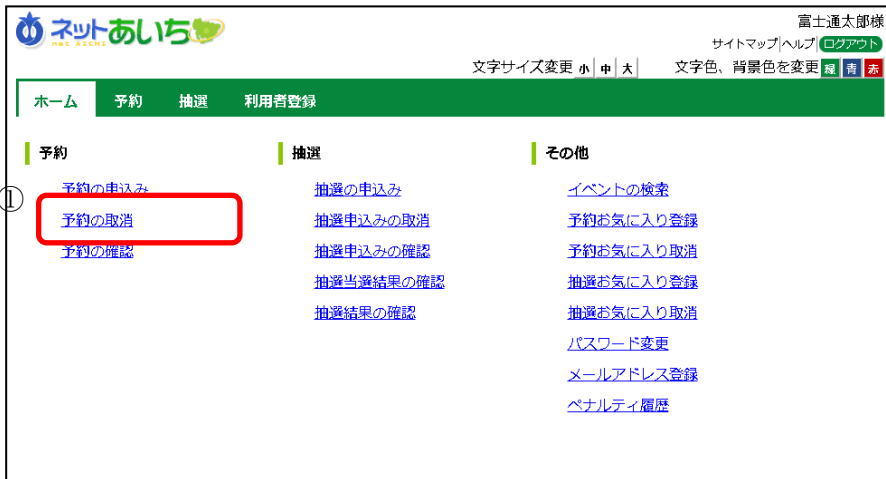 ネットあいち
net AICHI
富士通太郎様
サイトマップ|ヘルプ|ログアウト
文字サイズ変更 小 中 大 文字色、背景色を変更 緑 青 赤
ホーム 予約 抽選 利用者登録
予約
①
予約の申込み
予約の取消
予約の確認
抽選
抽選の申込み
抽選申込みの取消
抽選申込みの確認
抽選当選結果の確認
抽選結果の確認
その他
イベントの検索
予約お気に入り登録
予約お気に入り取消
抽選お気に入り登録
抽選お気に入り取消
パスワード変更
メールアドレス登録
ペナルティ履歴